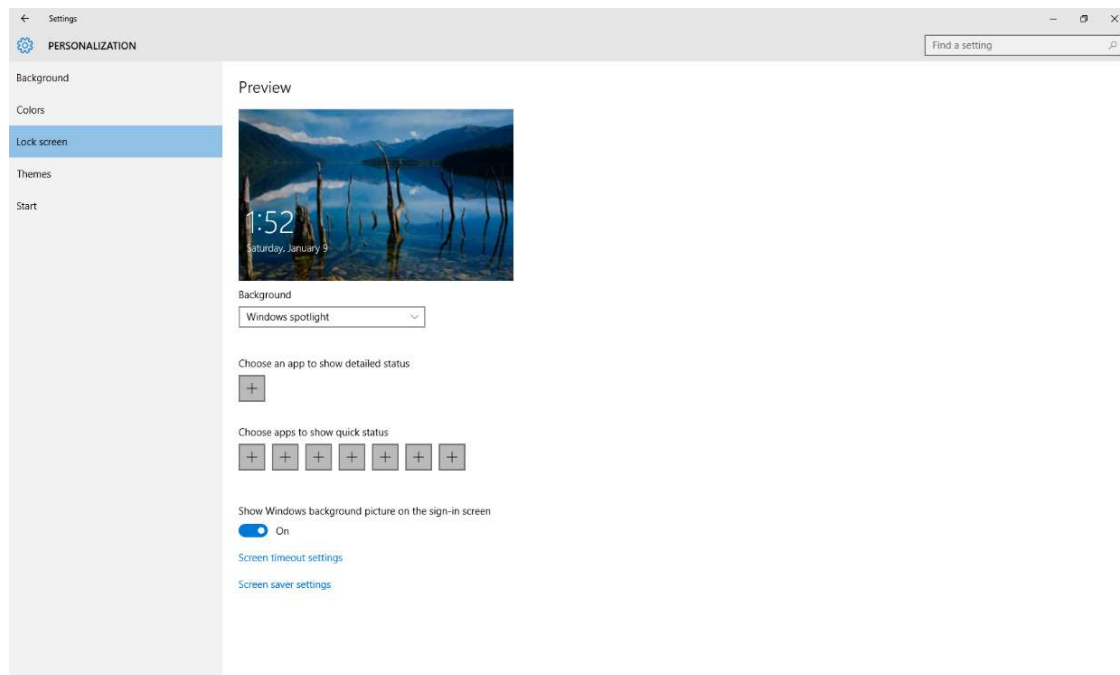 Settings
PERSONALIZATION
Find a setting
Background
Colors
Lock screen
Themes
Start
Preview
1:52
Saturday, January 9
Background
Windows spotlight
Choose an app to show detailed status
Choose apps to show quick status
Show Windows background picture on the sign-in screen
On
Screen timeout settings
Screen saver settings